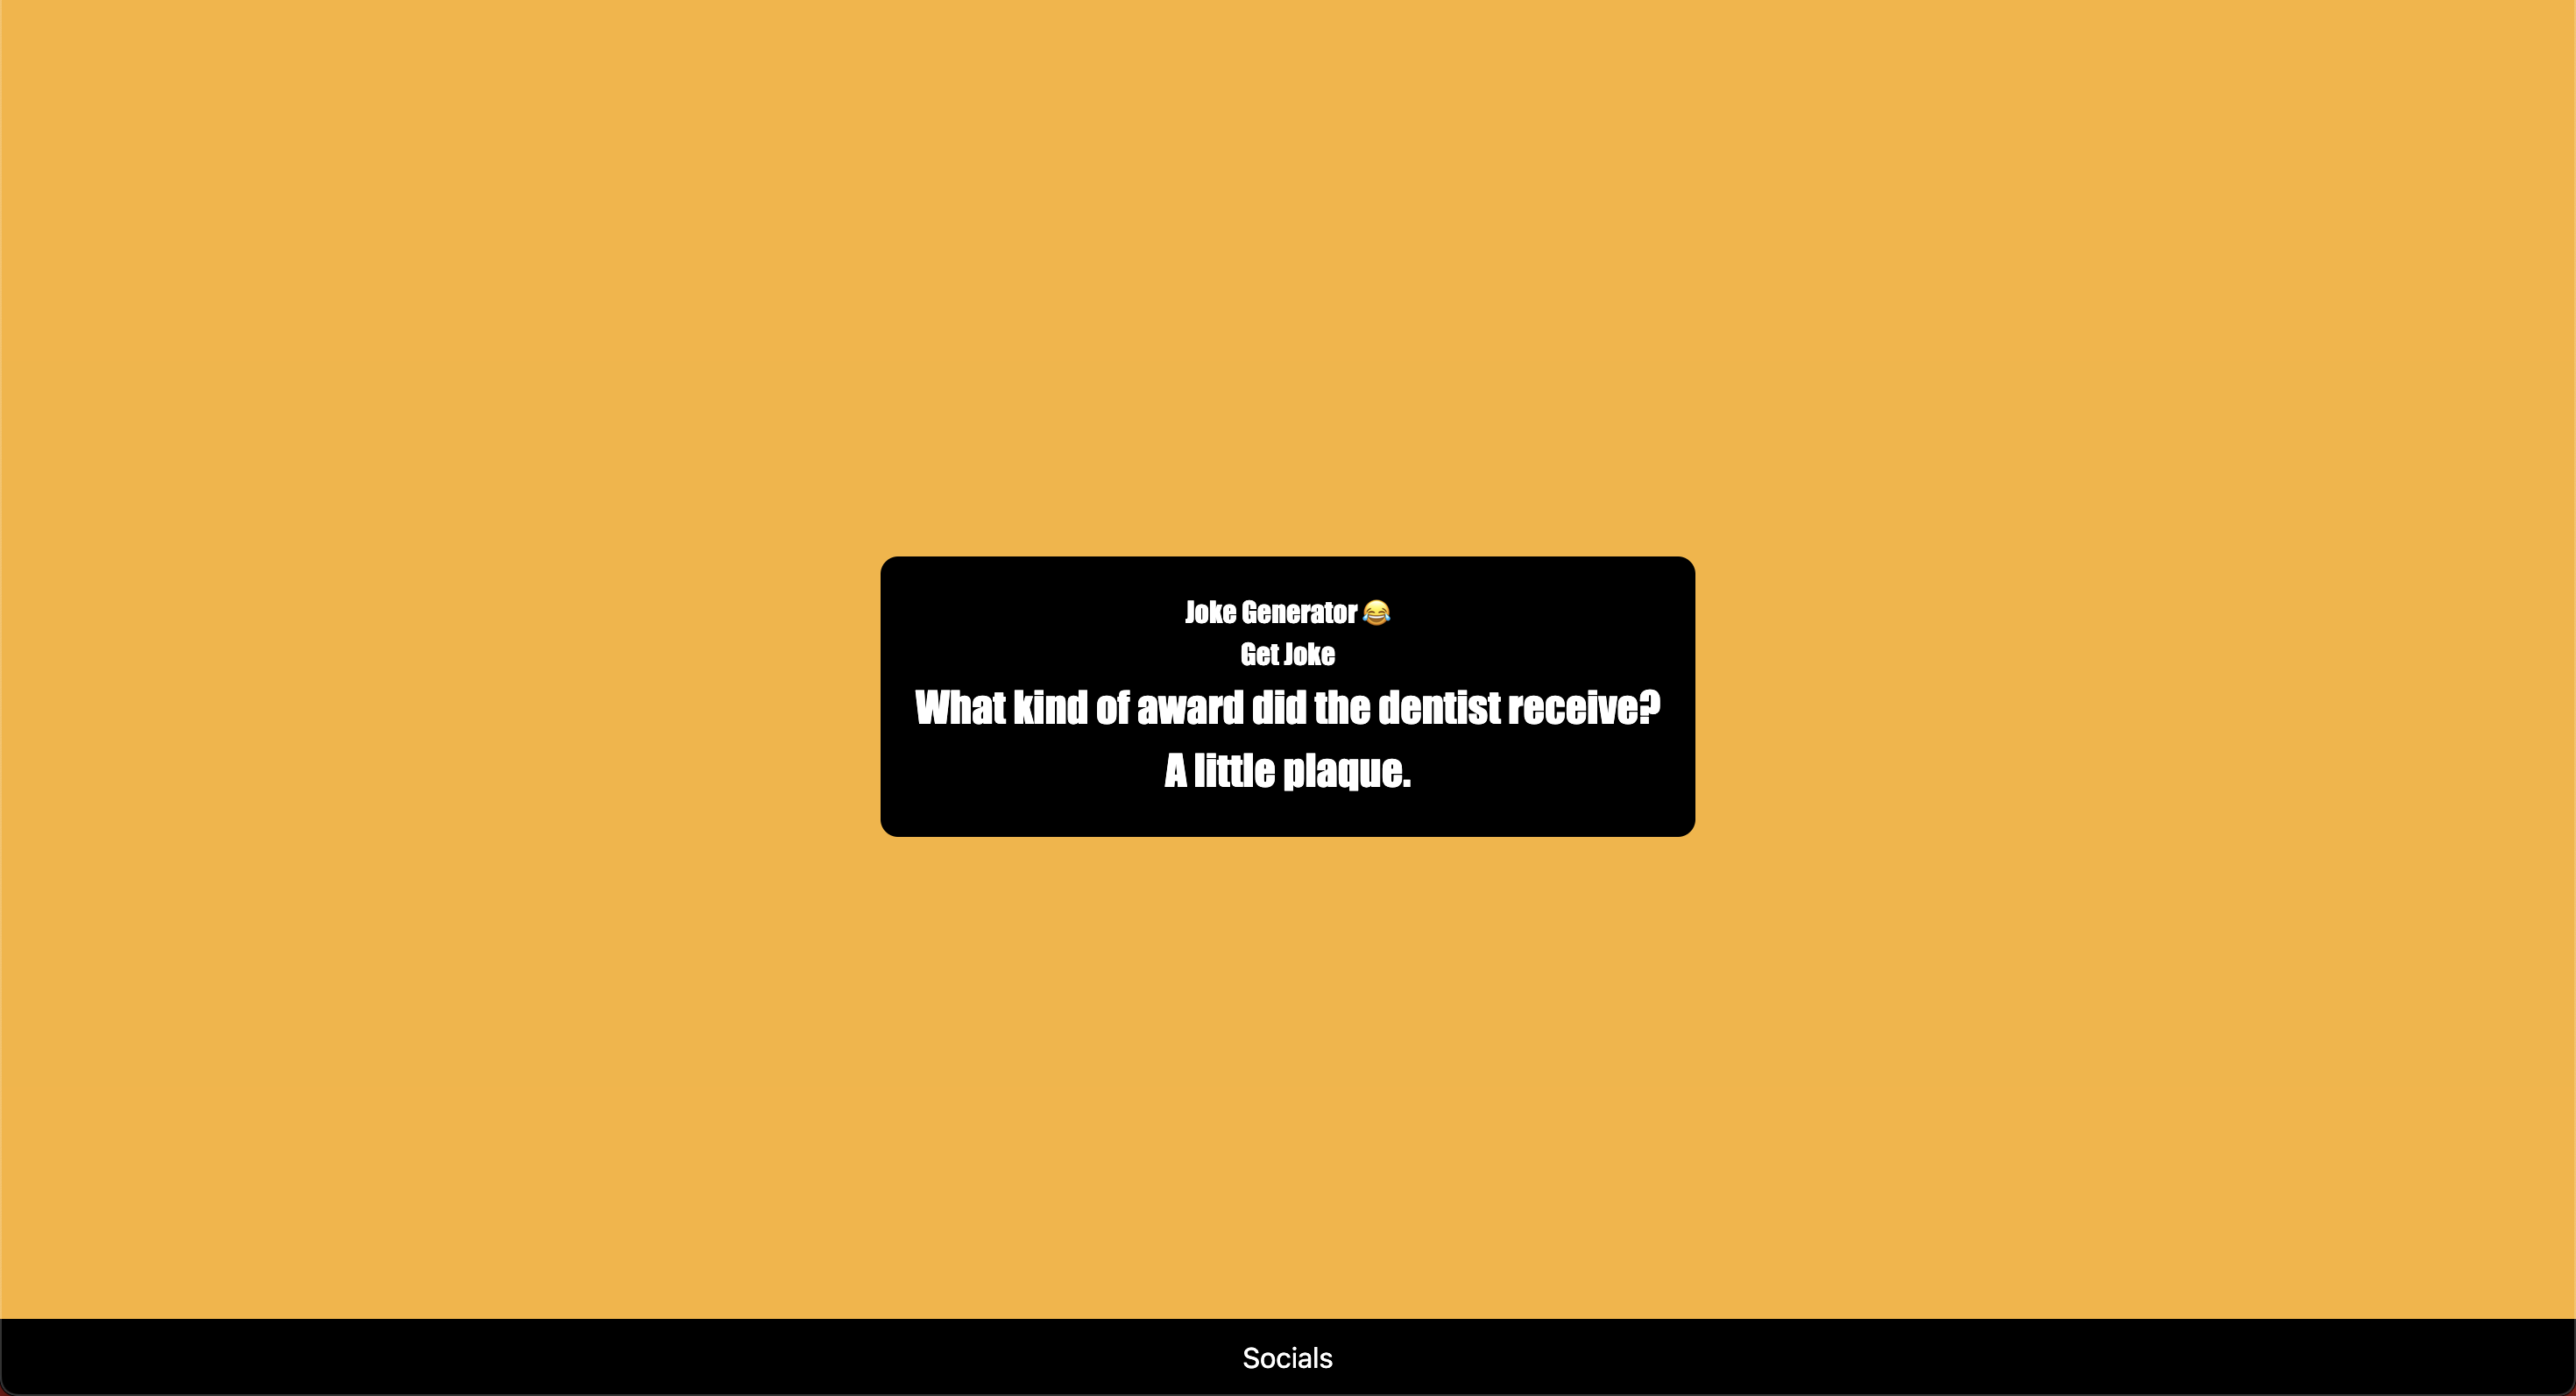 Joke Generator 😂
Get Joke
What kind of award did the dentist receive?
A little plaque.
Socials